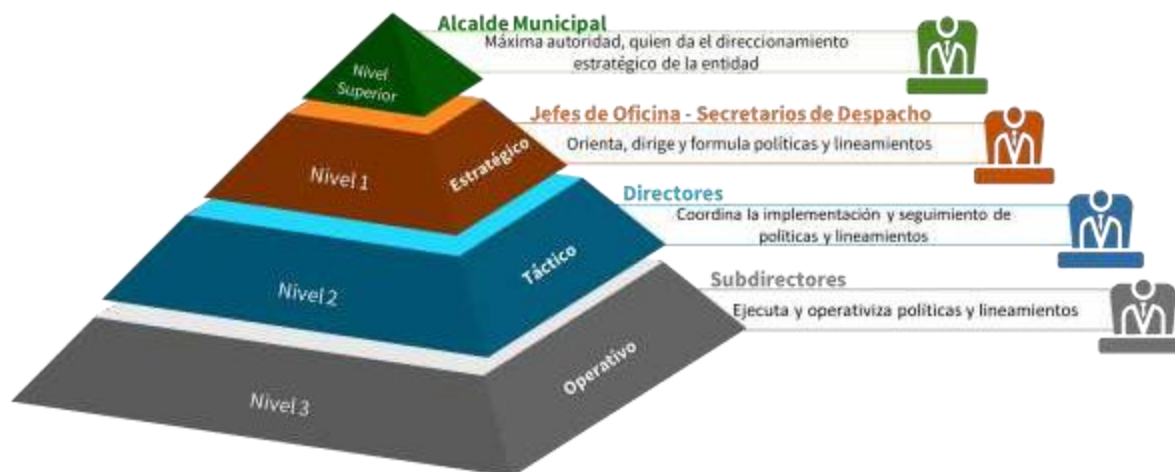 Alcalde Municipal
Máxima autoridad, quien da el direccionamiento
estratégico de la entidad
Nivel
Superior
Jefes de Oficina - Secretarios de Despacho
Orienta, dirige y formula políticas y lineamientos
Nivel 1
Estratégico
Directores
Coordina la implementación y seguimiento de
políticas y lineamientos
Nivel 2
Táctico
Subdirectores
Ejecuta y operativiza políticas y lineamientos
Nivel 3
Operativo